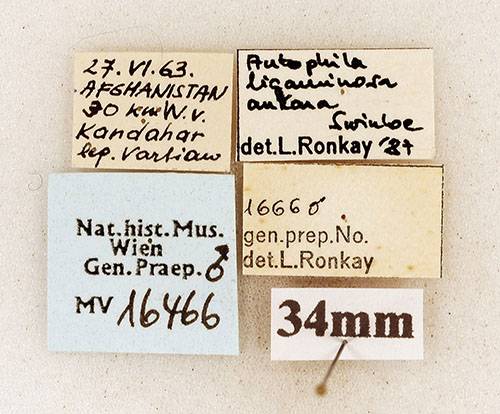 27.VI.63.
AFGHANISTAN
30 km W.v.
Kandahar
leg. Vartian
Autophila
ligaminosa
ankara
Swinhoe
det.L.Ronkay '87
Nat.hist.Mus.
Wien
Gen.Praep. ♂
MV 16466
1666 ♂
gen.prep.No.
det.L.Ronkay
34mm